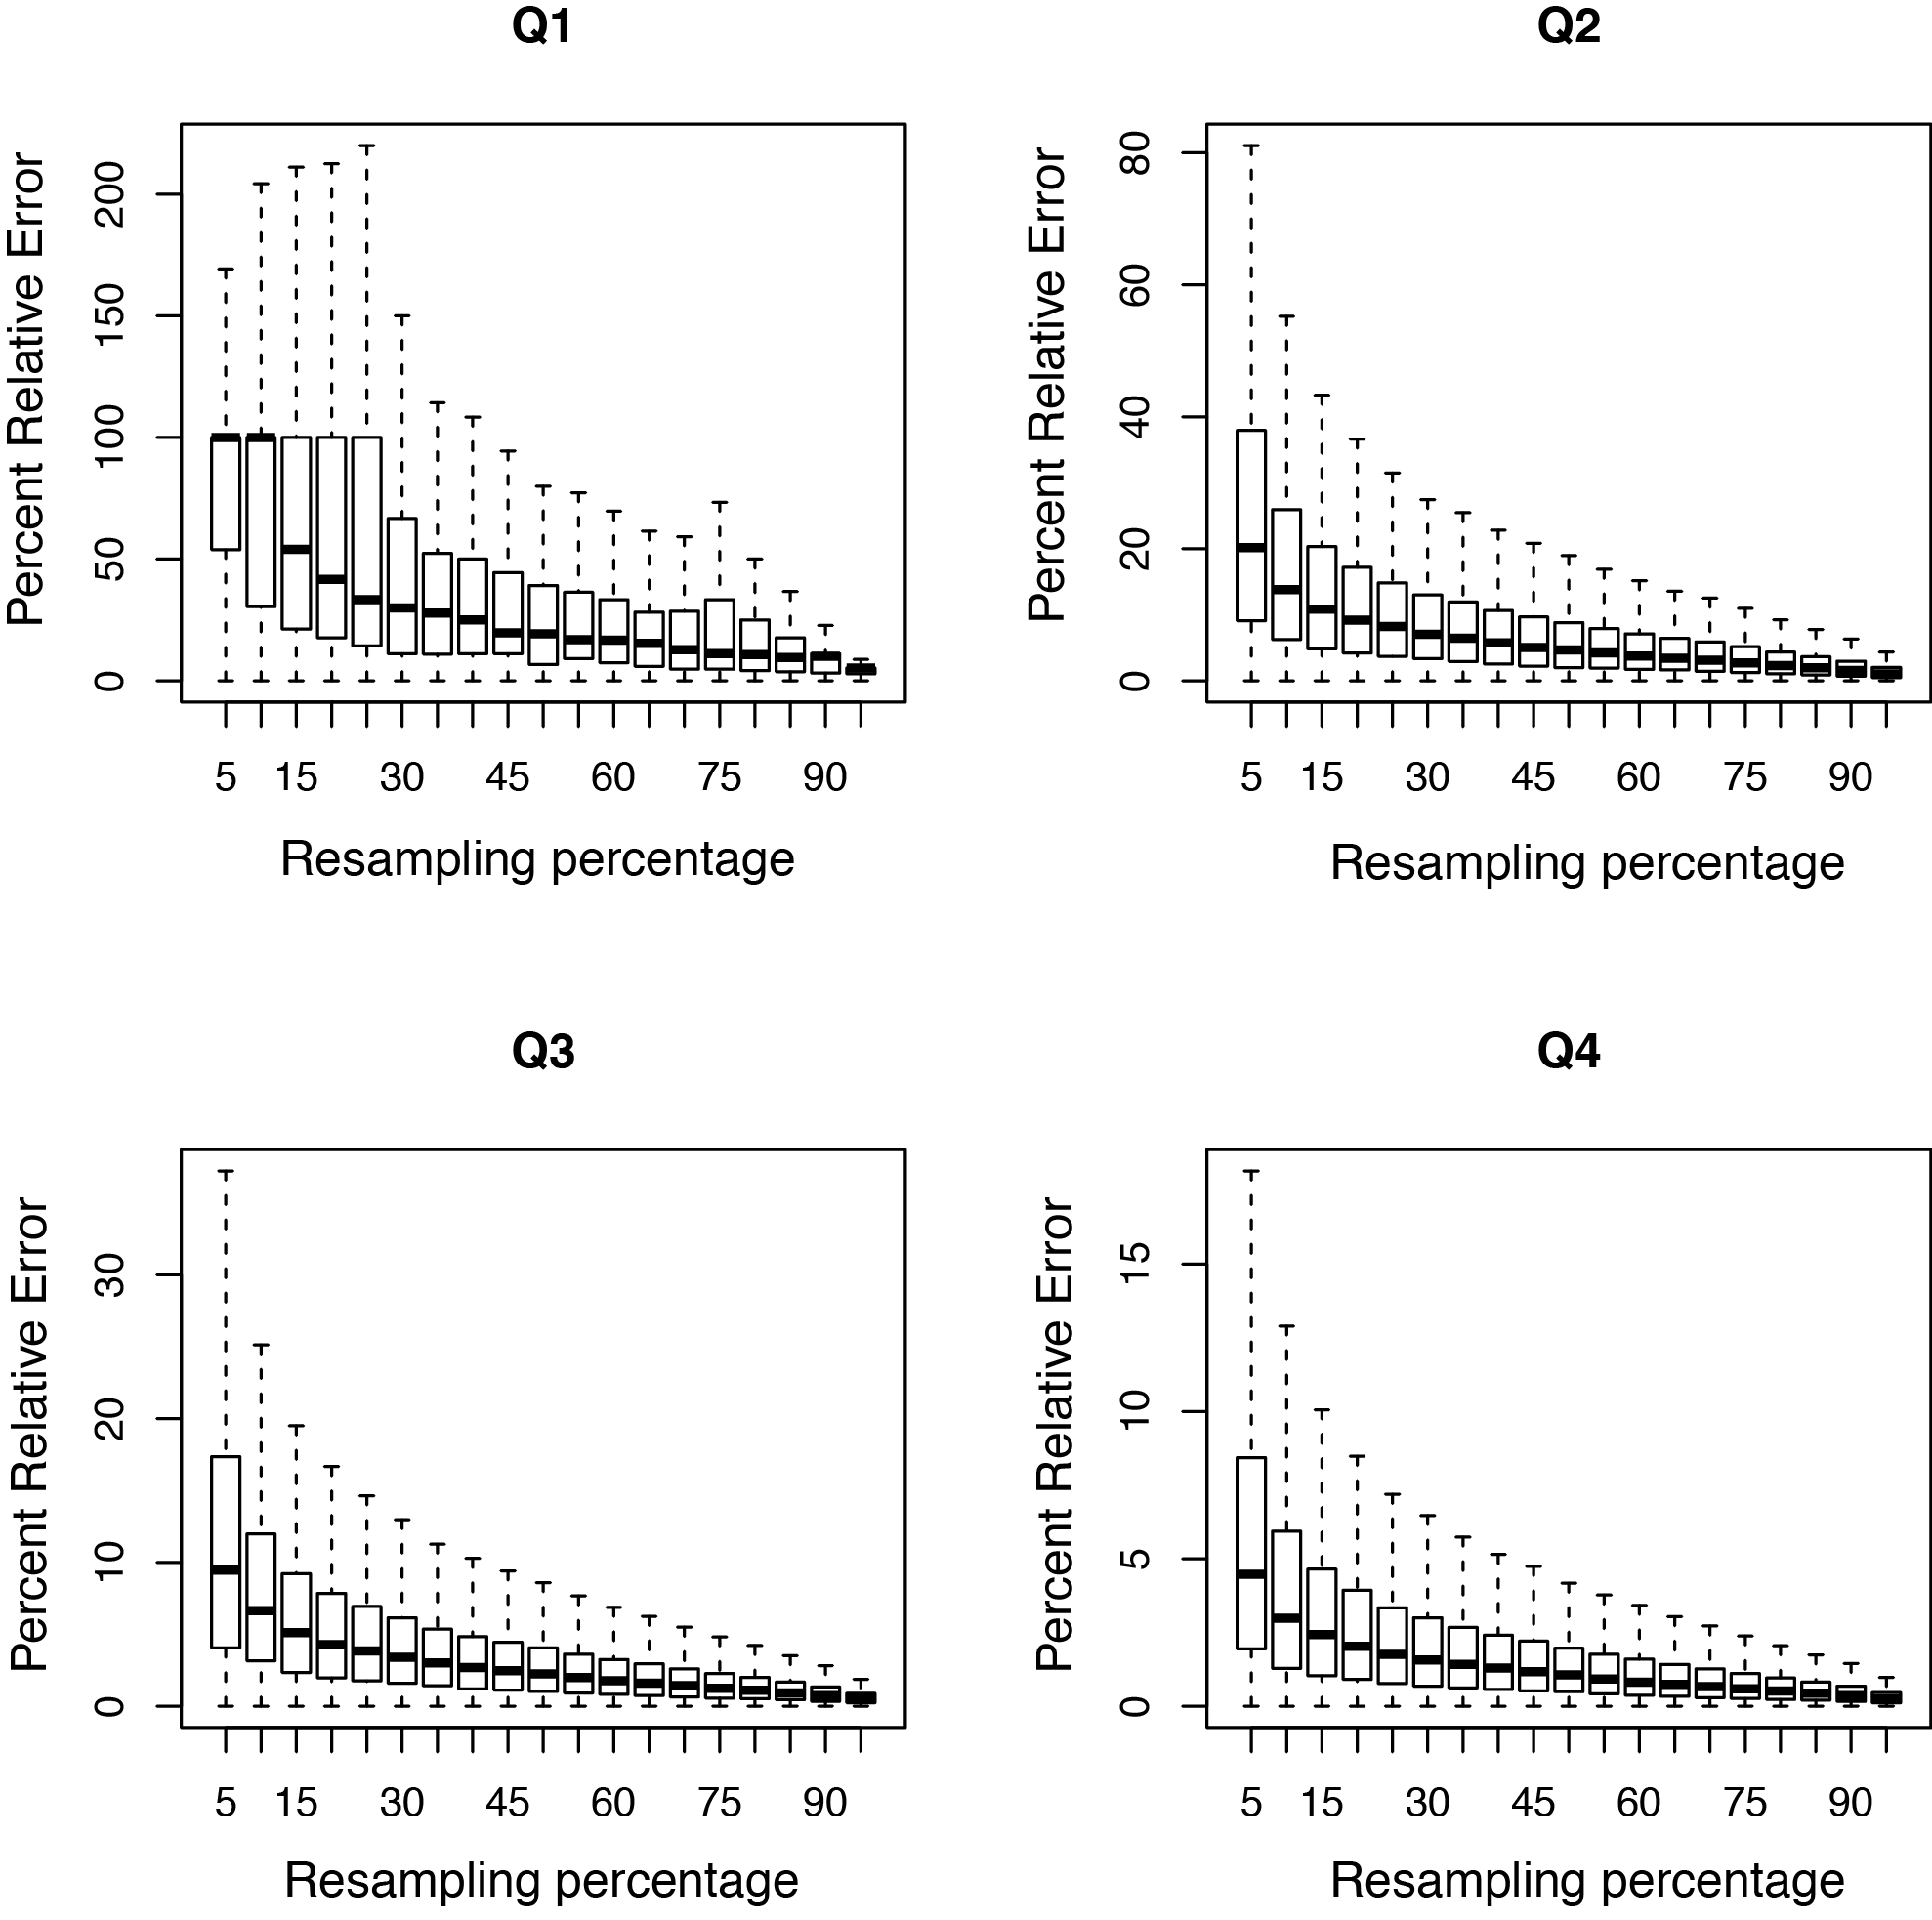 Q1
Percent Relative Error
200
150
100
50
0
5 15 30 45 60 75 90
Resampling percentage
Q2
Percent Relative Error
80
60
40
20
0
5 15 30 45 60 75 90
Resampling percentage
Q3
Percent Relative Error
30
20
10
0
5 15 30 45 60 75 90
Resampling percentage
Q4
Percent Relative Error
15
10
5
0
5 15 30 45 60 75 90
Resampling percentage